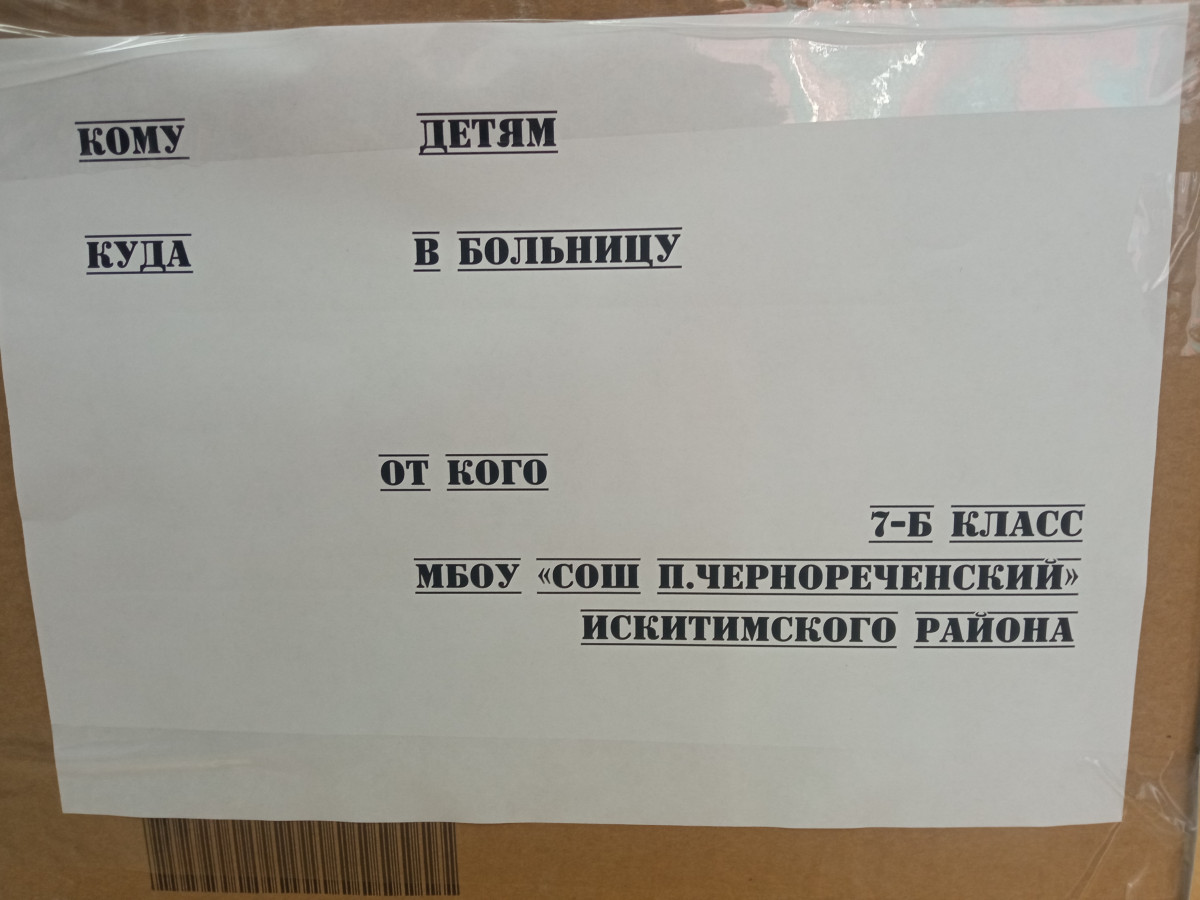 КОМУ ДЕТЯМ
КУДА В БОЛЬНИЦУ
ОТ КОГО
7-Б КЛАСС
МБОУ «СОШ П.ЧЕРНОРЕЧЕНСКИЙ»
ИСКИТИМСКОГО РАЙОНА